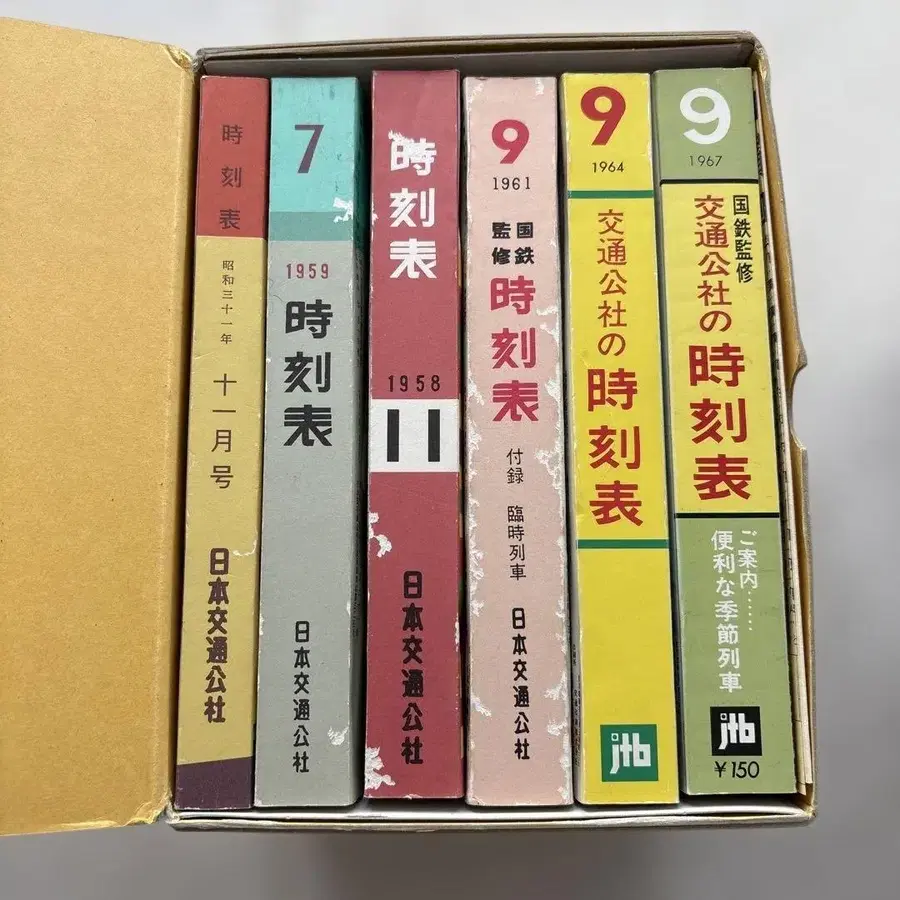 時刻表
昭和三十一年
十一月号
日本交通公社
7
1959
時刻表
日本交通公社
時刻表
1958
11
日本交通公社
9
1961
国鉄
監修
時刻表
付録 臨時列車
日本交通公社
9
1964
交通公社の
時刻表
jtb
9
1967
国鉄監修
交通公社の
時刻表
ご案内……
便利な季節列車
jtb
¥150